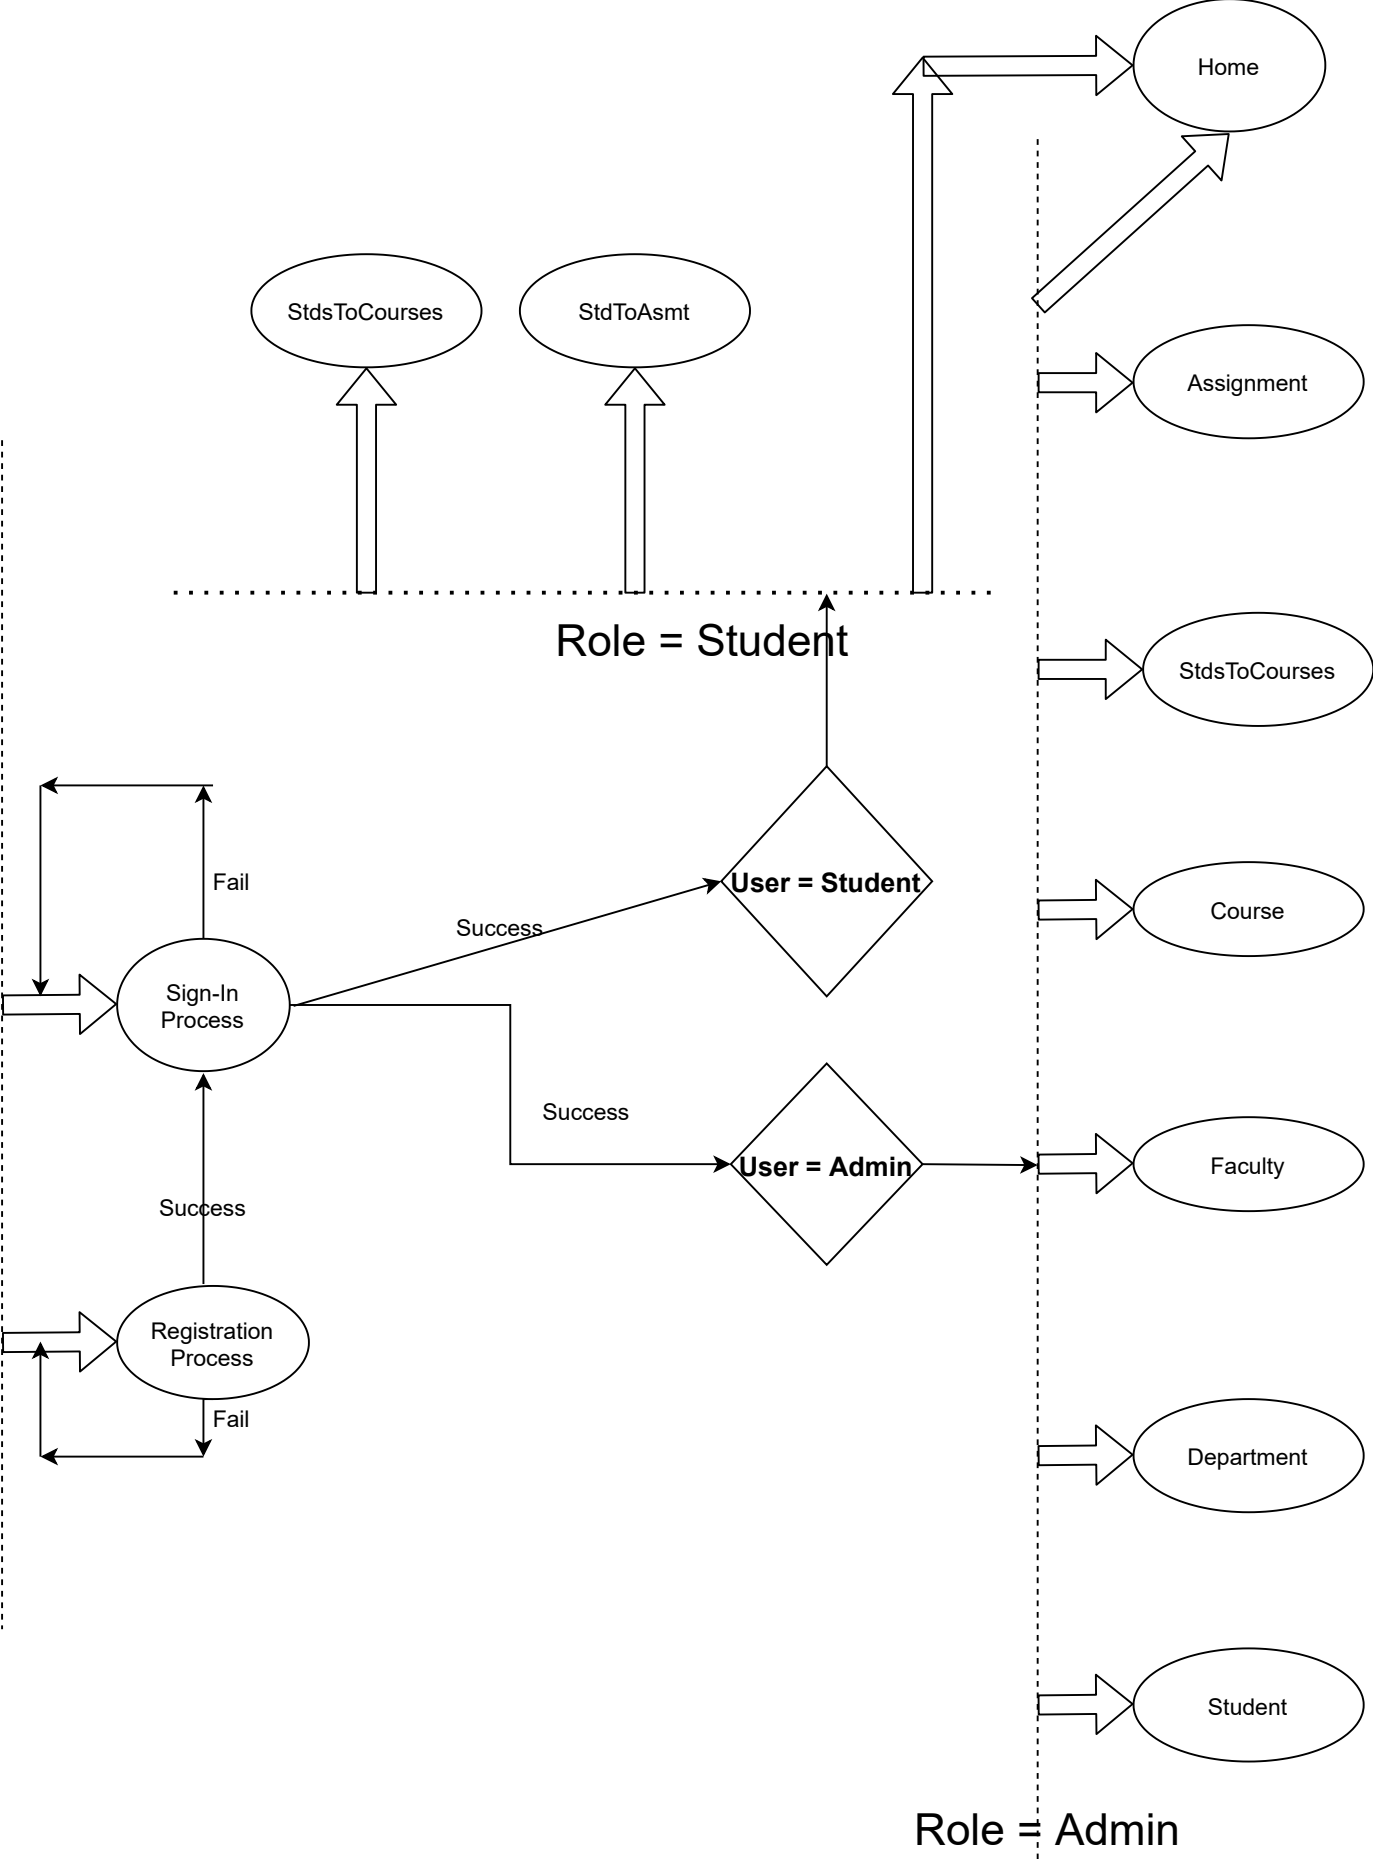 Home
StdsToCourses
StdToAsmt
Assignment
Role = Student
StdsToCourses
Fail
User = Student
Course
Success
Sign-In
Process
Success
User = Admin
Faculty
Success
Registration
Process
Fail
Department
Student
Role = Admin